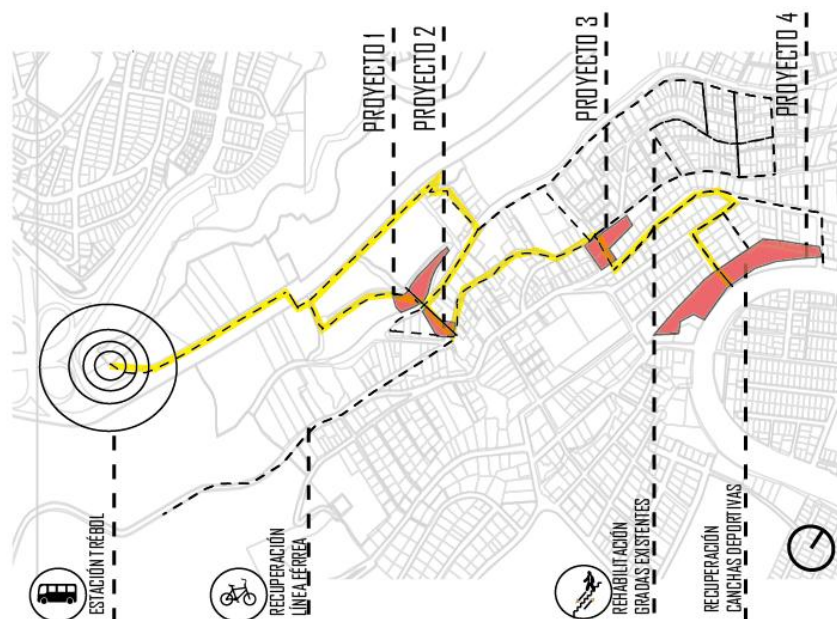 PROYECTO 1
PROYECTO 2
PROYECTO 3
PROYECTO 4
ESTACIÓN TRÉBOL
RECUPERACIÓN
LÍNEA FÉRREA
REHABILITACIÓN
GRADAS EXISTENTES
RECUPERACIÓN
CANCHAS DEPORTIVAS